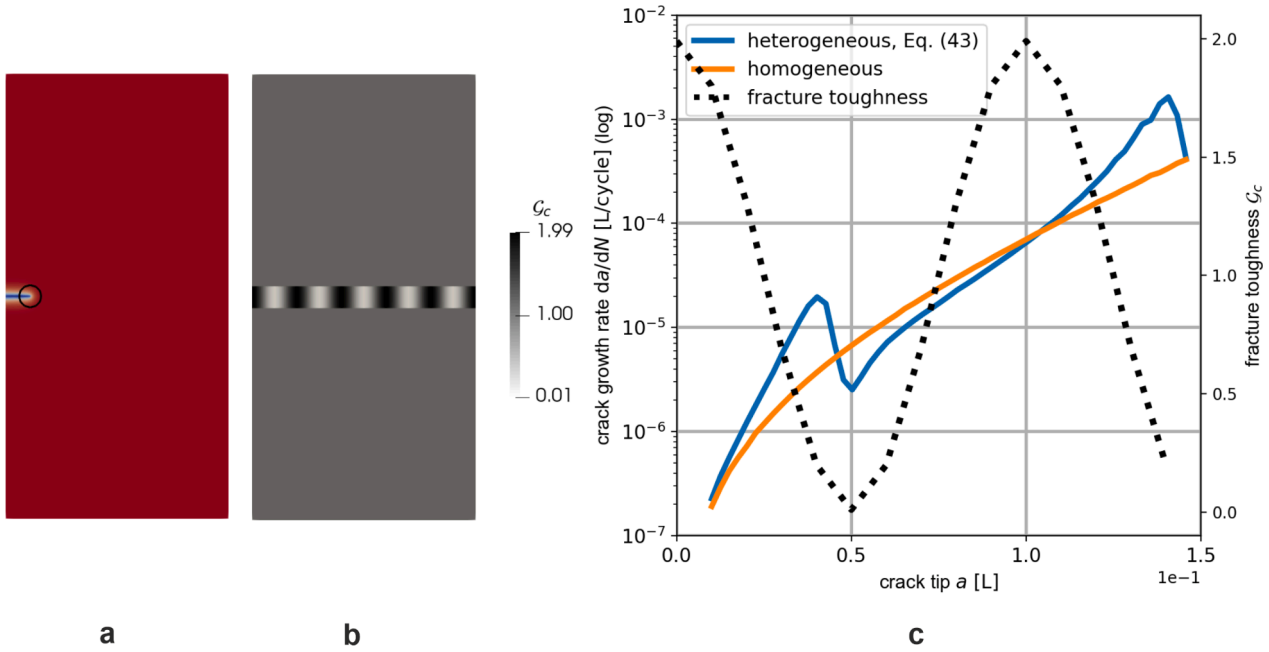 𝒢c
1.99
1.00
0.01
10⁻²
10⁻³
10⁻⁴
10⁻⁵
10⁻⁶
10⁻⁷
crack growth rate da/dN [L/cycle] (log)
heterogeneous, Eq. (43)
homogeneous
fracture toughness
2.0
1.5
1.0
0.5
0.0
fracture toughness 𝒢c
0.0
0.5
1.0
1.5
1e−1
crack tip a [L]
a
b
c